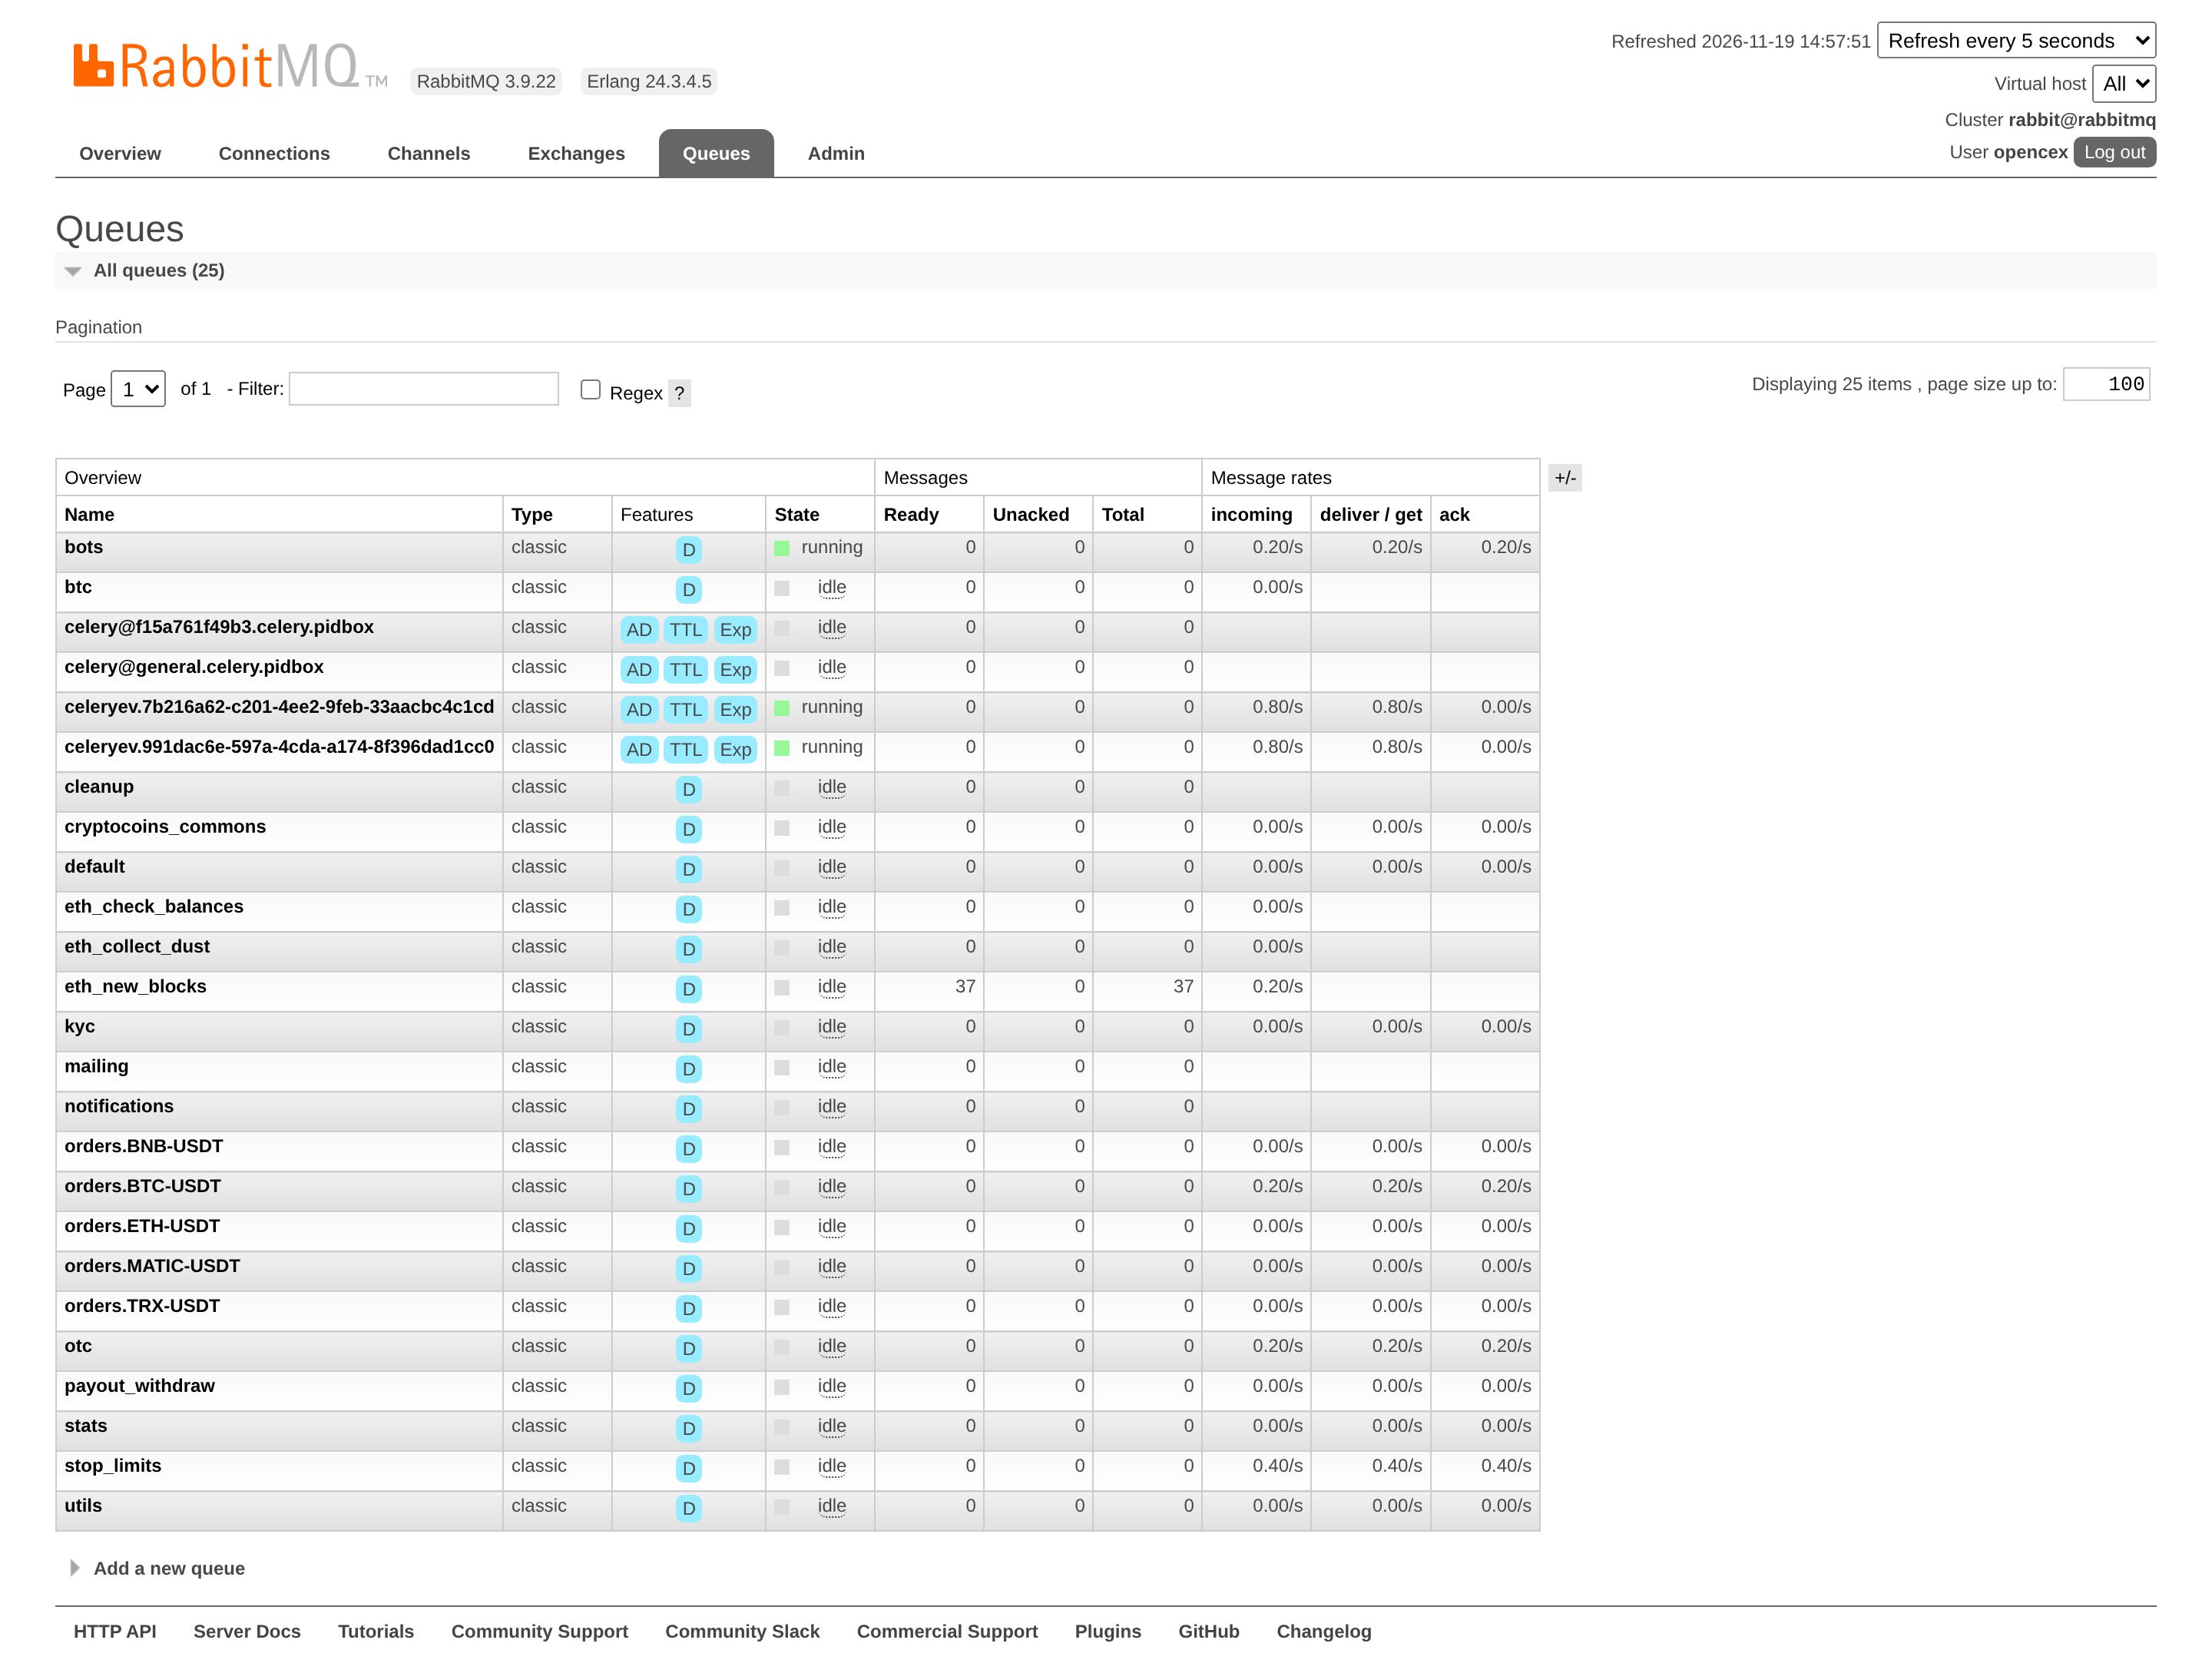 RabbitMQ TM RabbitMQ 3.9.22 Erlang 24.3.4.5
Refreshed 2026-11-19 14:57:51 Refresh every 5 seconds
Virtual host All
Cluster rabbit@rabbitmq
User opencex Log out
Overview Connections Channels Exchanges Queues Admin
Queues
All queues (25)
Pagination
Page 1 of 1 - Filter: Regex ? Displaying 25 items , page size up to: 100
Overview Messages Message rates +/-
Name Type Features State Ready Unacked Total incoming deliver / get ack
bots classic D running 0 0 0 0.20/s 0.20/s 0.20/s
btc classic D idle 0 0 0 0.00/s
celery@f15a761f49b3.celery.pidbox classic AD TTL Exp idle 0 0 0
celery@general.celery.pidbox classic AD TTL Exp idle 0 0 0
celeryev.7b216a62-c201-4ee2-9feb-33aacbc4c1cd classic AD TTL Exp running 0 0 0 0.80/s 0.80/s 0.00/s
celeryev.991dac6e-597a-4cda-a174-8f396dad1cc0 classic AD TTL Exp running 0 0 0 0.80/s 0.80/s 0.00/s
cleanup classic D idle 0 0 0
cryptocoins_commons classic D idle 0 0 0 0.00/s 0.00/s 0.00/s
default classic D idle 0 0 0 0.00/s 0.00/s 0.00/s
eth_check_balances classic D idle 0 0 0 0.00/s
eth_collect_dust classic D idle 0 0 0 0.00/s
eth_new_blocks classic D idle 37 0 37 0.20/s
kyc classic D idle 0 0 0 0.00/s 0.00/s 0.00/s
mailing classic D idle 0 0 0
notifications classic D idle 0 0 0
orders.BNB-USDT classic D idle 0 0 0 0.00/s 0.00/s 0.00/s
orders.BTC-USDT classic D idle 0 0 0 0.20/s 0.20/s 0.20/s
orders.ETH-USDT classic D idle 0 0 0 0.00/s 0.00/s 0.00/s
orders.MATIC-USDT classic D idle 0 0 0 0.00/s 0.00/s 0.00/s
orders.TRX-USDT classic D idle 0 0 0 0.00/s 0.00/s 0.00/s
otc classic D idle 0 0 0 0.20/s 0.20/s 0.20/s
payout_withdraw classic D idle 0 0 0 0.00/s 0.00/s 0.00/s
stats classic D idle 0 0 0 0.00/s 0.00/s 0.00/s
stop_limits classic D idle 0 0 0 0.40/s 0.40/s 0.40/s
utils classic D idle 0 0 0 0.00/s 0.00/s 0.00/s
Add a new queue
HTTP API Server Docs Tutorials Community Support Community Slack Commercial Support Plugins GitHub Changelog